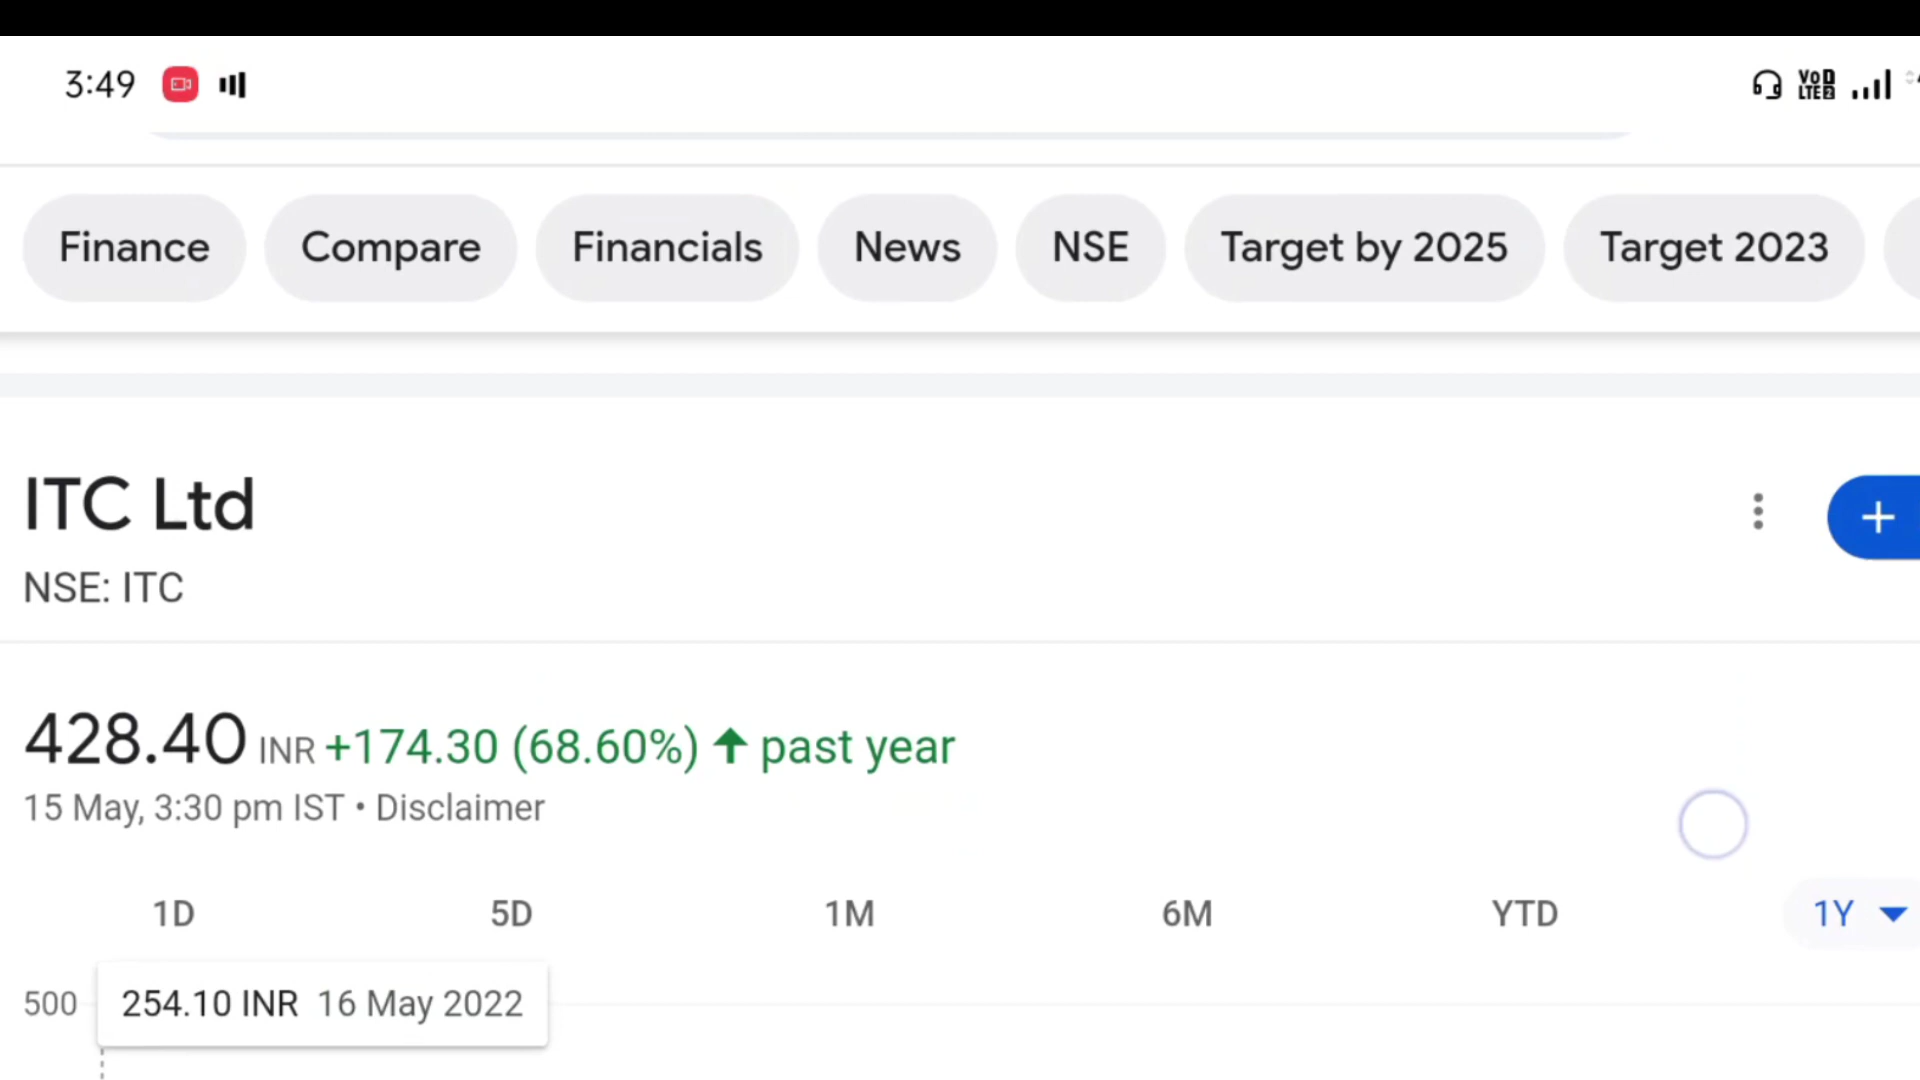 3:49 VoD LTE2
Finance Compare Financials News NSE Target by 2025 Target 2023
ITC Ltd
NSE: ITC
428.40 INR +174.30 (68.60%) ↑ past year
15 May, 3:30 pm IST • Disclaimer
1D 5D 1M 6M YTD 1Y
500 254.10 INR 16 May 2022